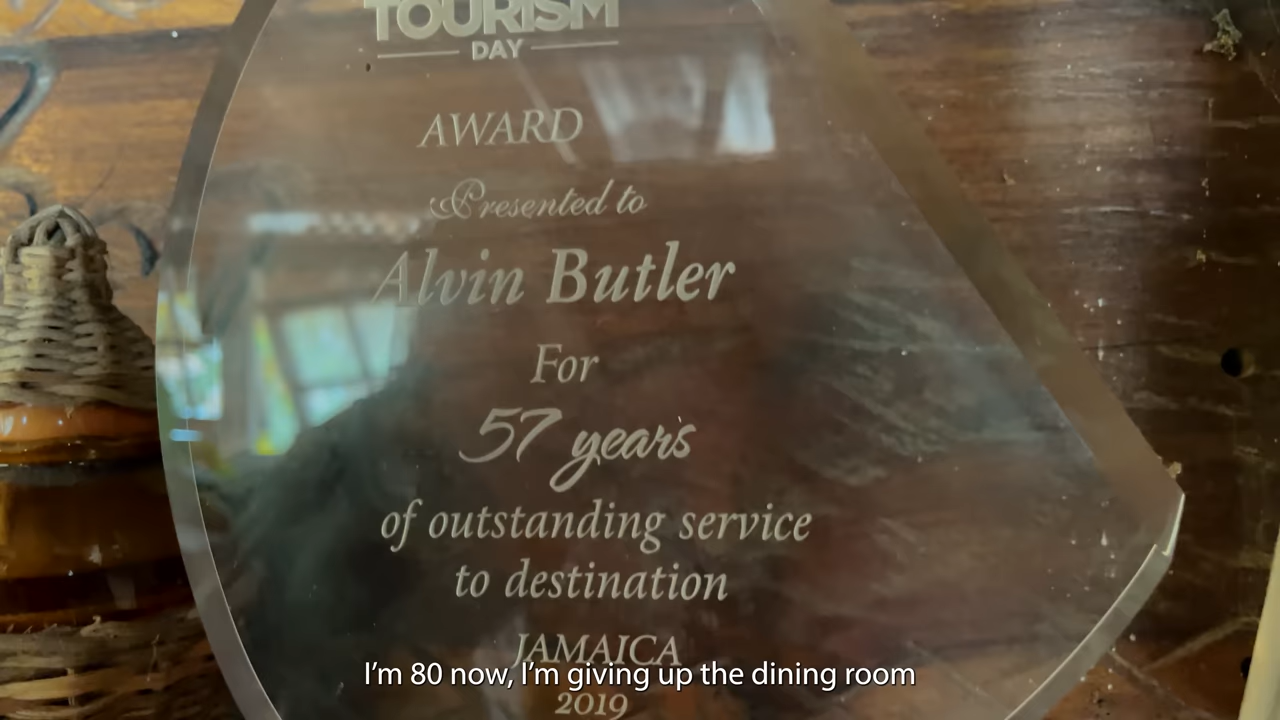 TOURISM
DAY
AWARD
Presented to
Alvin Butler
For
57 years
of outstanding service
to destination
JAMAICA
I'm 80 now, I'm giving up the dining room
2019